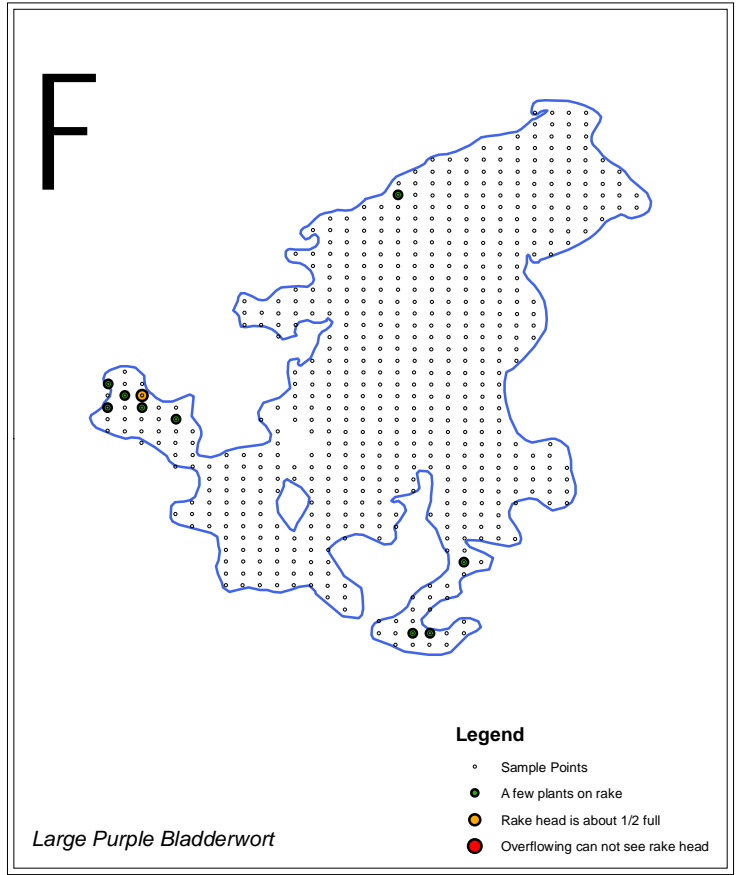 F
Legend
Sample Points
A few plants on rake
Rake head is about 1/2 full
Overflowing can not see rake head
Large Purple Bladderwort